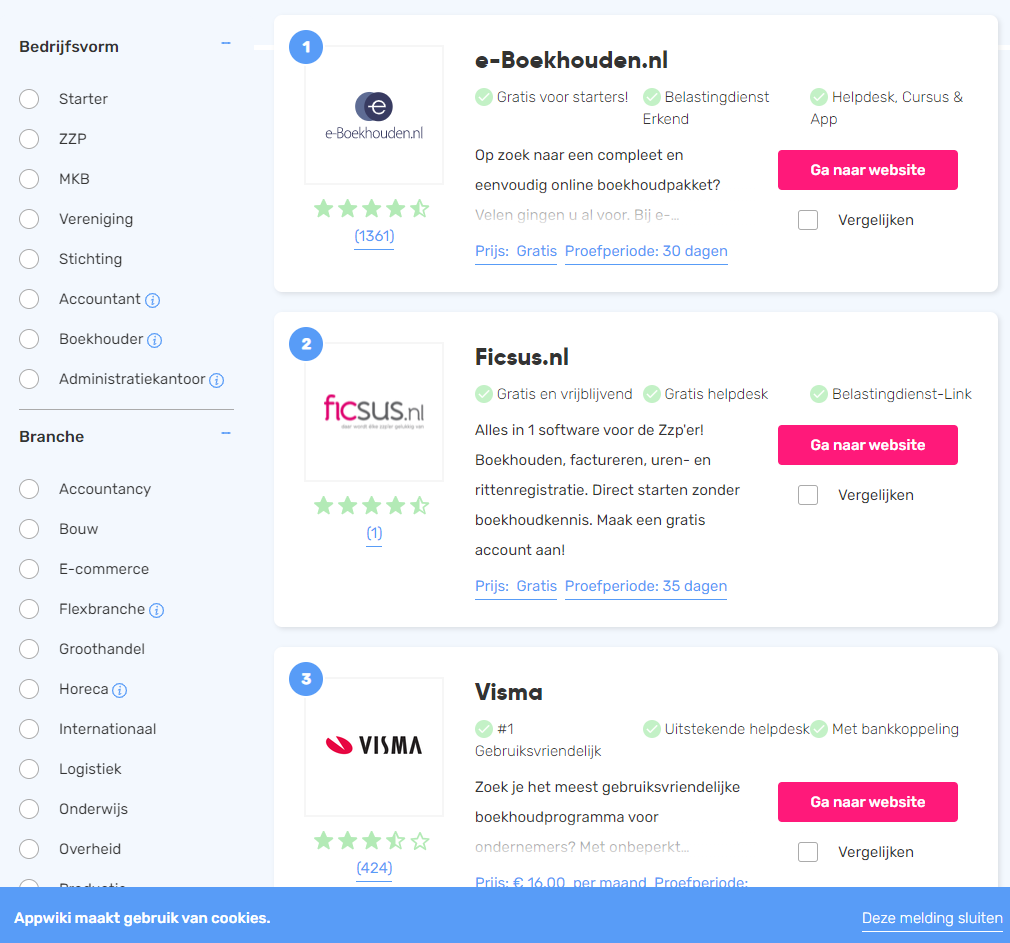 Bedrijfsvorm
Starter
ZZP
MKB
Vereniging
Stichting
Accountant
Boekhouder
Administratiekantoor
Branche
Accountancy
Bouw
E-commerce
Flexbranche
Groothandel
Horeca
Internationaal
Logistiek
Onderwijs
Overheid
Productie
1
e-Boekhouden.nl
(1361)
e-Boekhouden.nl
Gratis voor starters!
Belastingdienst
Erkend
Helpdesk, Cursus &
App
Op zoek naar een compleet en
eenvoudig online boekhoudpakket?
Velen gingen u al voor. Bij e-...
Prijs: Gratis Proefperiode: 30 dagen
Ga naar website
Vergelijken
2
ficsus.nl
(1)
Ficsus.nl
Gratis en vrijblijvend
Gratis helpdesk
Belastingdienst-Link
Alles in 1 software voor de Zzp'er!
Boekhouden, factureren, uren- en
rittenregistratie. Direct starten zonder
boekhoudkennis. Maak een gratis
account aan!
Prijs: Gratis Proefperiode: 35 dagen
Ga naar website
Vergelijken
3
VISMA
(424)
Visma
#1
Gebruiksvriendelijk
Uitstekende helpdesk
Met bankkoppeling
Zoek je het meest gebruiksvriendelijke
boekhoudprogramma voor
ondernemers? Met onbeperkt...
Prijs: € 16,00 per maand Proefperiode:
Ga naar website
Vergelijken
Appwiki maakt gebruik van cookies.
Deze melding sluiten